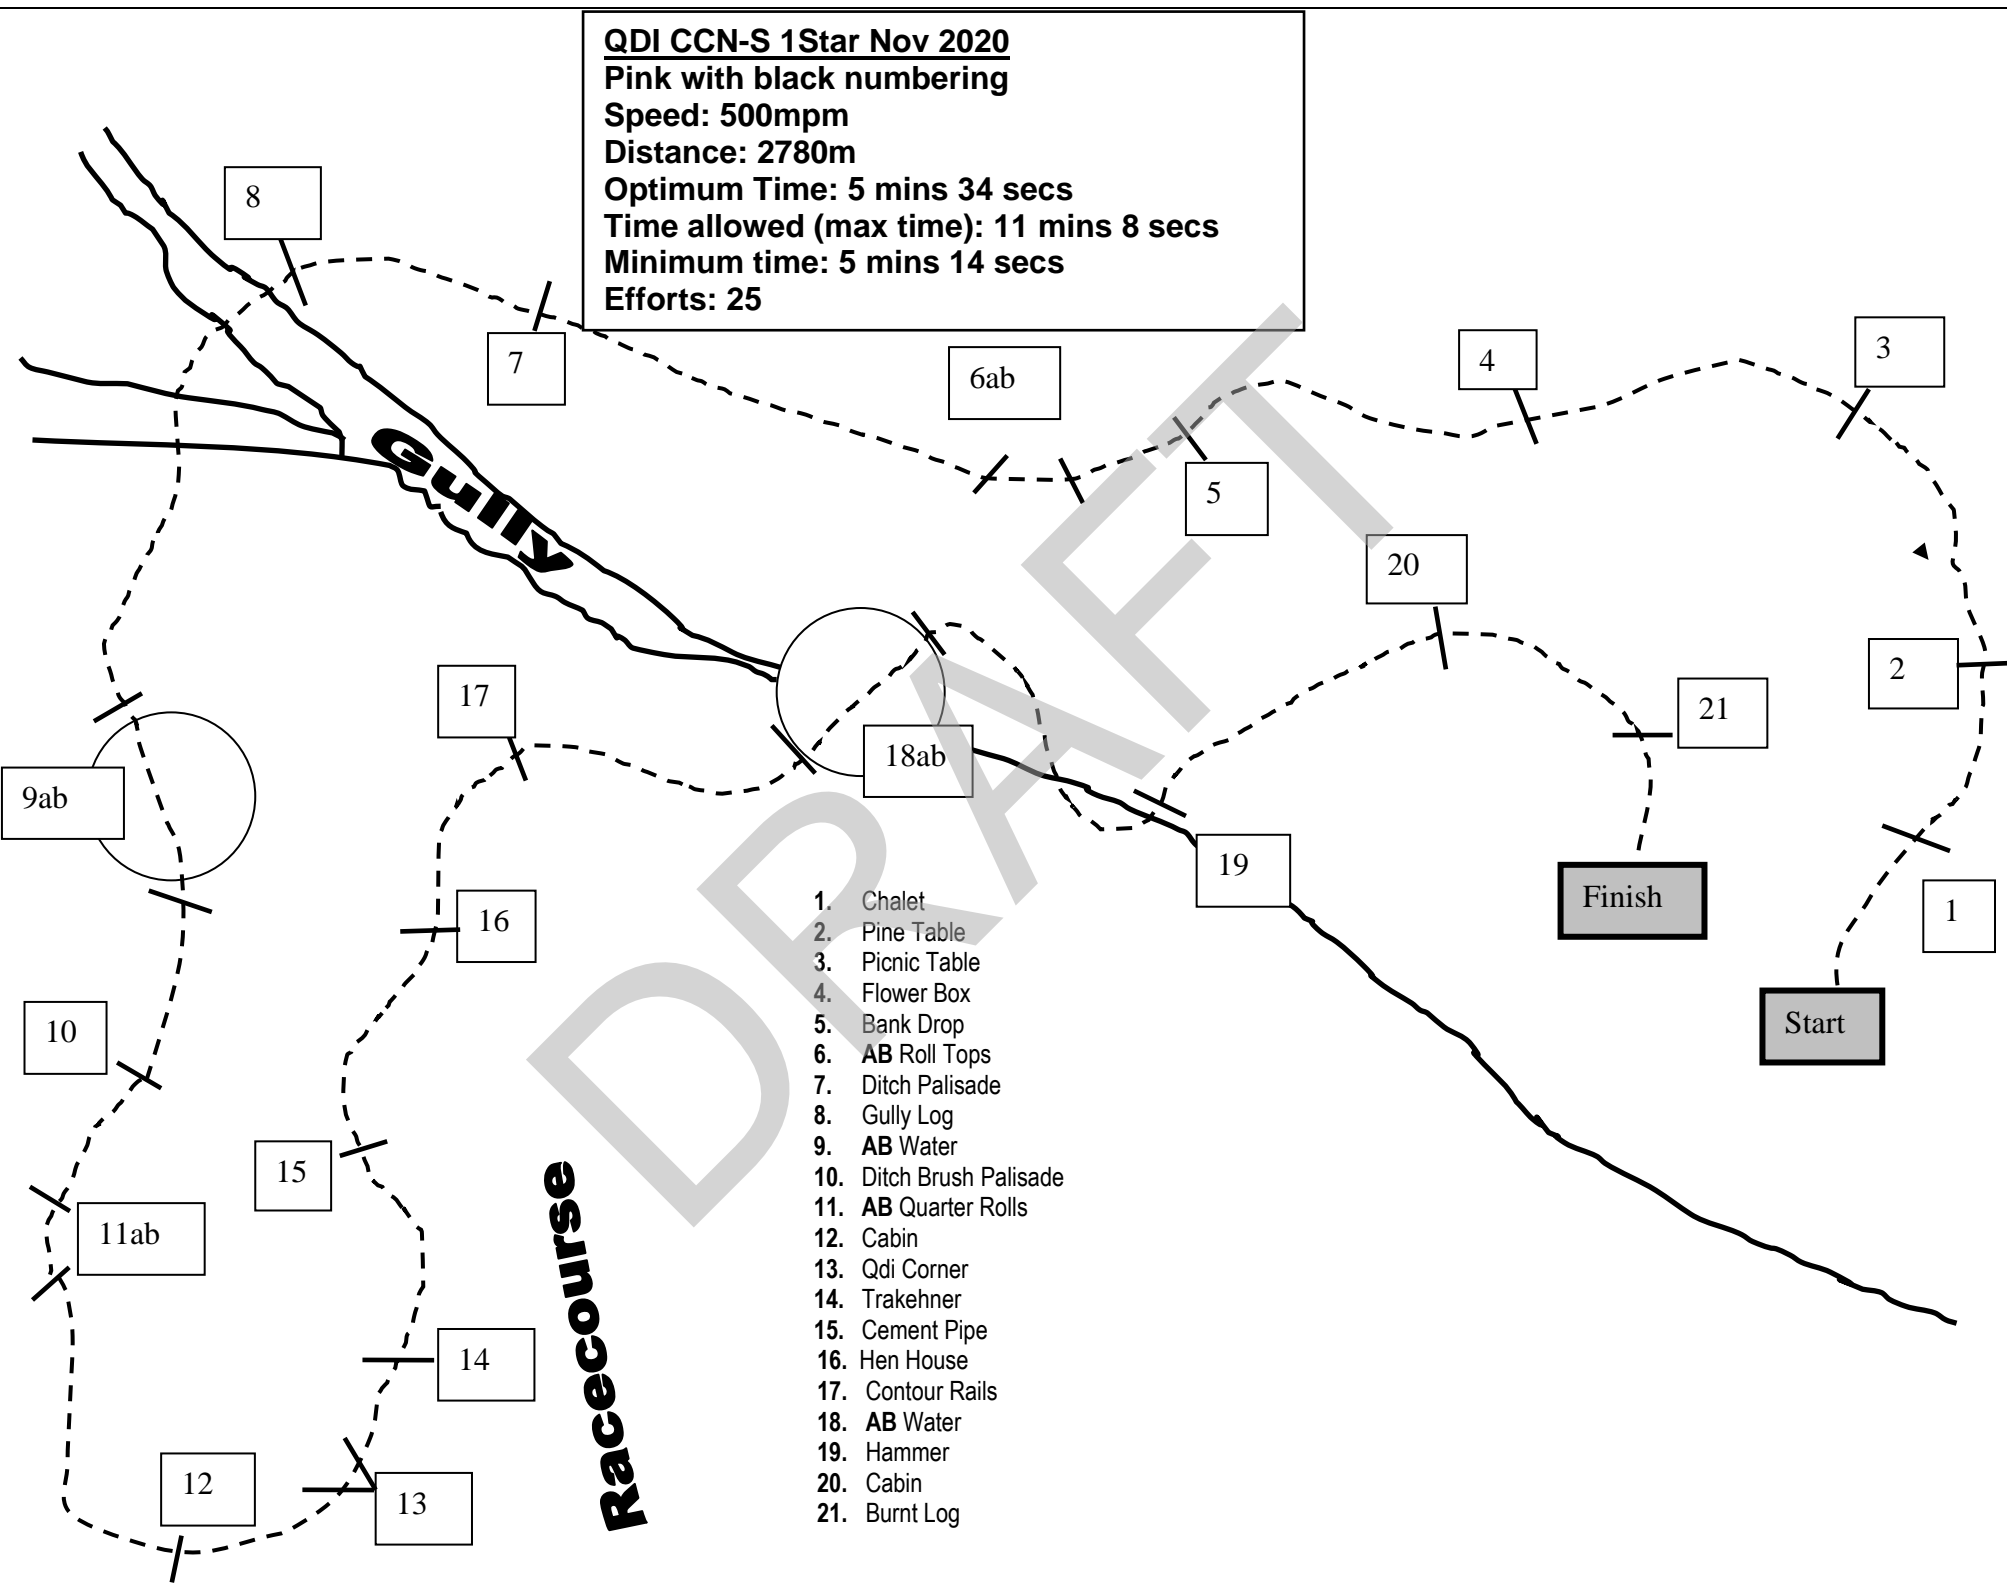 QDI CCN-S 1Star Nov 2020
Pink with black numbering
Speed: 500mpm
Distance: 2780m
Optimum Time: 5 mins 34 secs
Time allowed (max time): 11 mins 8 secs
Minimum time: 5 mins 14 secs
Efforts: 25
8
7
6ab
5
4
3
20
2
21
17
18ab
9ab
Gully
19
Finish
1
Start
16
10
15
11ab
14
12
13
Racecourse
DRAFT
1. Chalet
2. Pine Table
3. Picnic Table
4. Flower Box
5. Bank Drop
6. AB Roll Tops
7. Ditch Palisade
8. Gully Log
9. AB Water
10. Ditch Brush Palisade
11. AB Quarter Rolls
12. Cabin
13. Qdi Corner
14. Trakehner
15. Cement Pipe
16. Hen House
17. Contour Rails
18. AB Water
19. Hammer
20. Cabin
21. Burnt Log